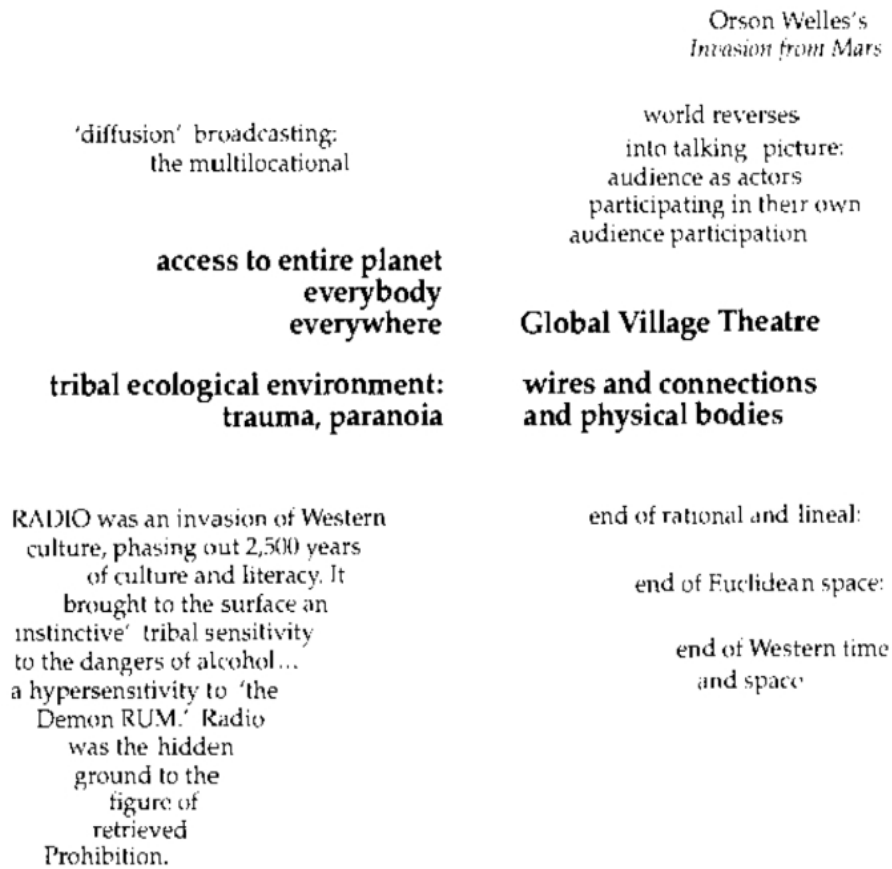 Orson Welles's
Invasion from Mars
'diffusion' broadcasting:
the multilocational
world reverses
into talking picture:
audience as actors
participating in their own
audience participation
access to entire planet
everybody
everywhere
Global Village Theatre
tribal ecological environment:
trauma, paranoia
wires and connections
and physical bodies
RADIO was an invasion of Western
culture, phasing out 2,500 years
of culture and literacy. It
brought to the surface an
instinctive' tribal sensitivity
to the dangers of alcohol...
a hypersensitivity to 'the
Demon RUM.' Radio
was the hidden
ground to the
figure of
retrieved
Prohibition.
end of rational and lineal:
end of Euclidean space:
end of Western time
and space